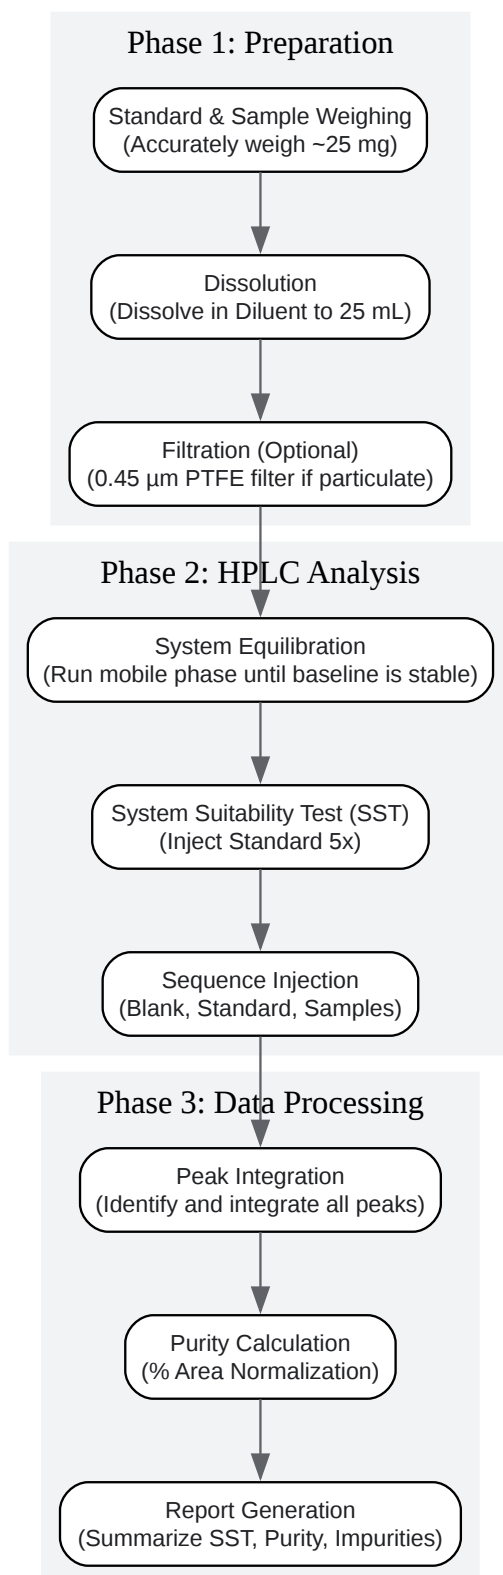 Phase 1: Preparation
Standard & Sample Weighing
(Accurately weigh ~25 mg)
Dissolution
(Dissolve in Diluent to 25 mL)
Filtration (Optional)
(0.45 µm PTFE filter if particulate)
Phase 2: HPLC Analysis
System Equilibration
(Run mobile phase until baseline is stable)
System Suitability Test (SST)
(Inject Standard 5x)
Sequence Injection
(Blank, Standard, Samples)
Phase 3: Data Processing
Peak Integration
(Identify and integrate all peaks)
Purity Calculation
(% Area Normalization)
Report Generation
(Summarize SST, Purity, Impurities)